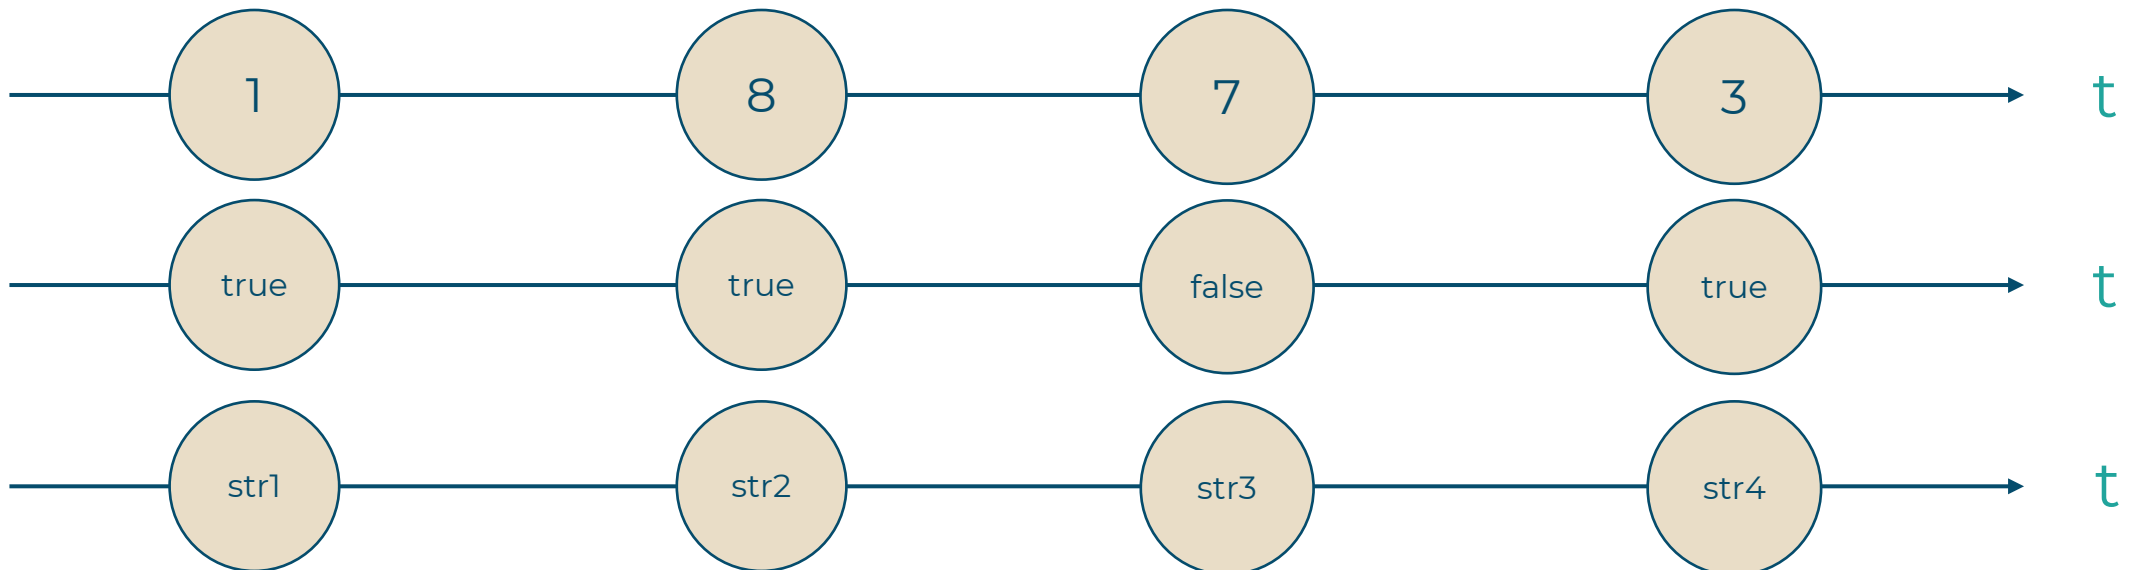 1 8 7 3 t
true true false true t
str1 str2 str3 str4 t